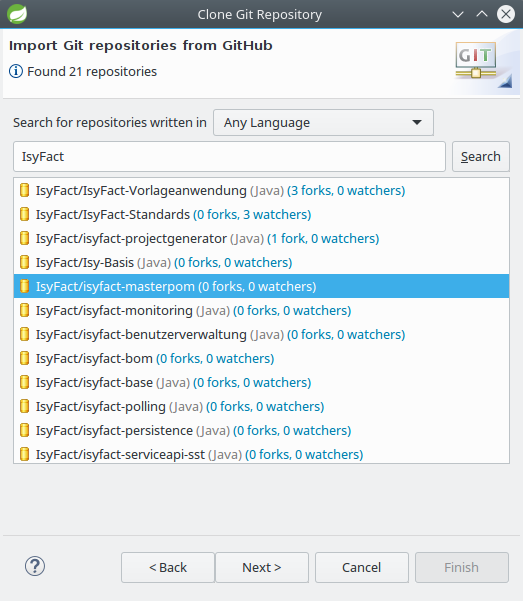 Clone Git Repository
Import Git repositories from GitHub
GIT
Found 21 repositories
Search for repositories written in Any Language
IsyFact Search
IsyFact/IsyFact-Vorlageanwendung (Java) (3 forks, 0 watchers)
IsyFact/IsyFact-Standards (0 forks, 3 watchers)
IsyFact/isyfact-projectgenerator (Java) (1 fork, 0 watchers)
IsyFact/Isy-Basis (Java) (0 forks, 0 watchers)
IsyFact/isyfact-masterpom (0 forks, 0 watchers)
IsyFact/isyfact-monitoring (Java) (0 forks, 0 watchers)
IsyFact/isyfact-benutzerverwaltung (Java) (0 forks, 0 watchers)
IsyFact/isyfact-bom (0 forks, 0 watchers)
IsyFact/isyfact-base (Java) (0 forks, 0 watchers)
IsyFact/isyfact-polling (Java) (0 forks, 0 watchers)
IsyFact/isyfact-persistence (Java) (0 forks, 0 watchers)
IsyFact/isyfact-serviceapi-sst (Java) (0 forks, 0 watchers)
? < Back Next > Cancel Finish